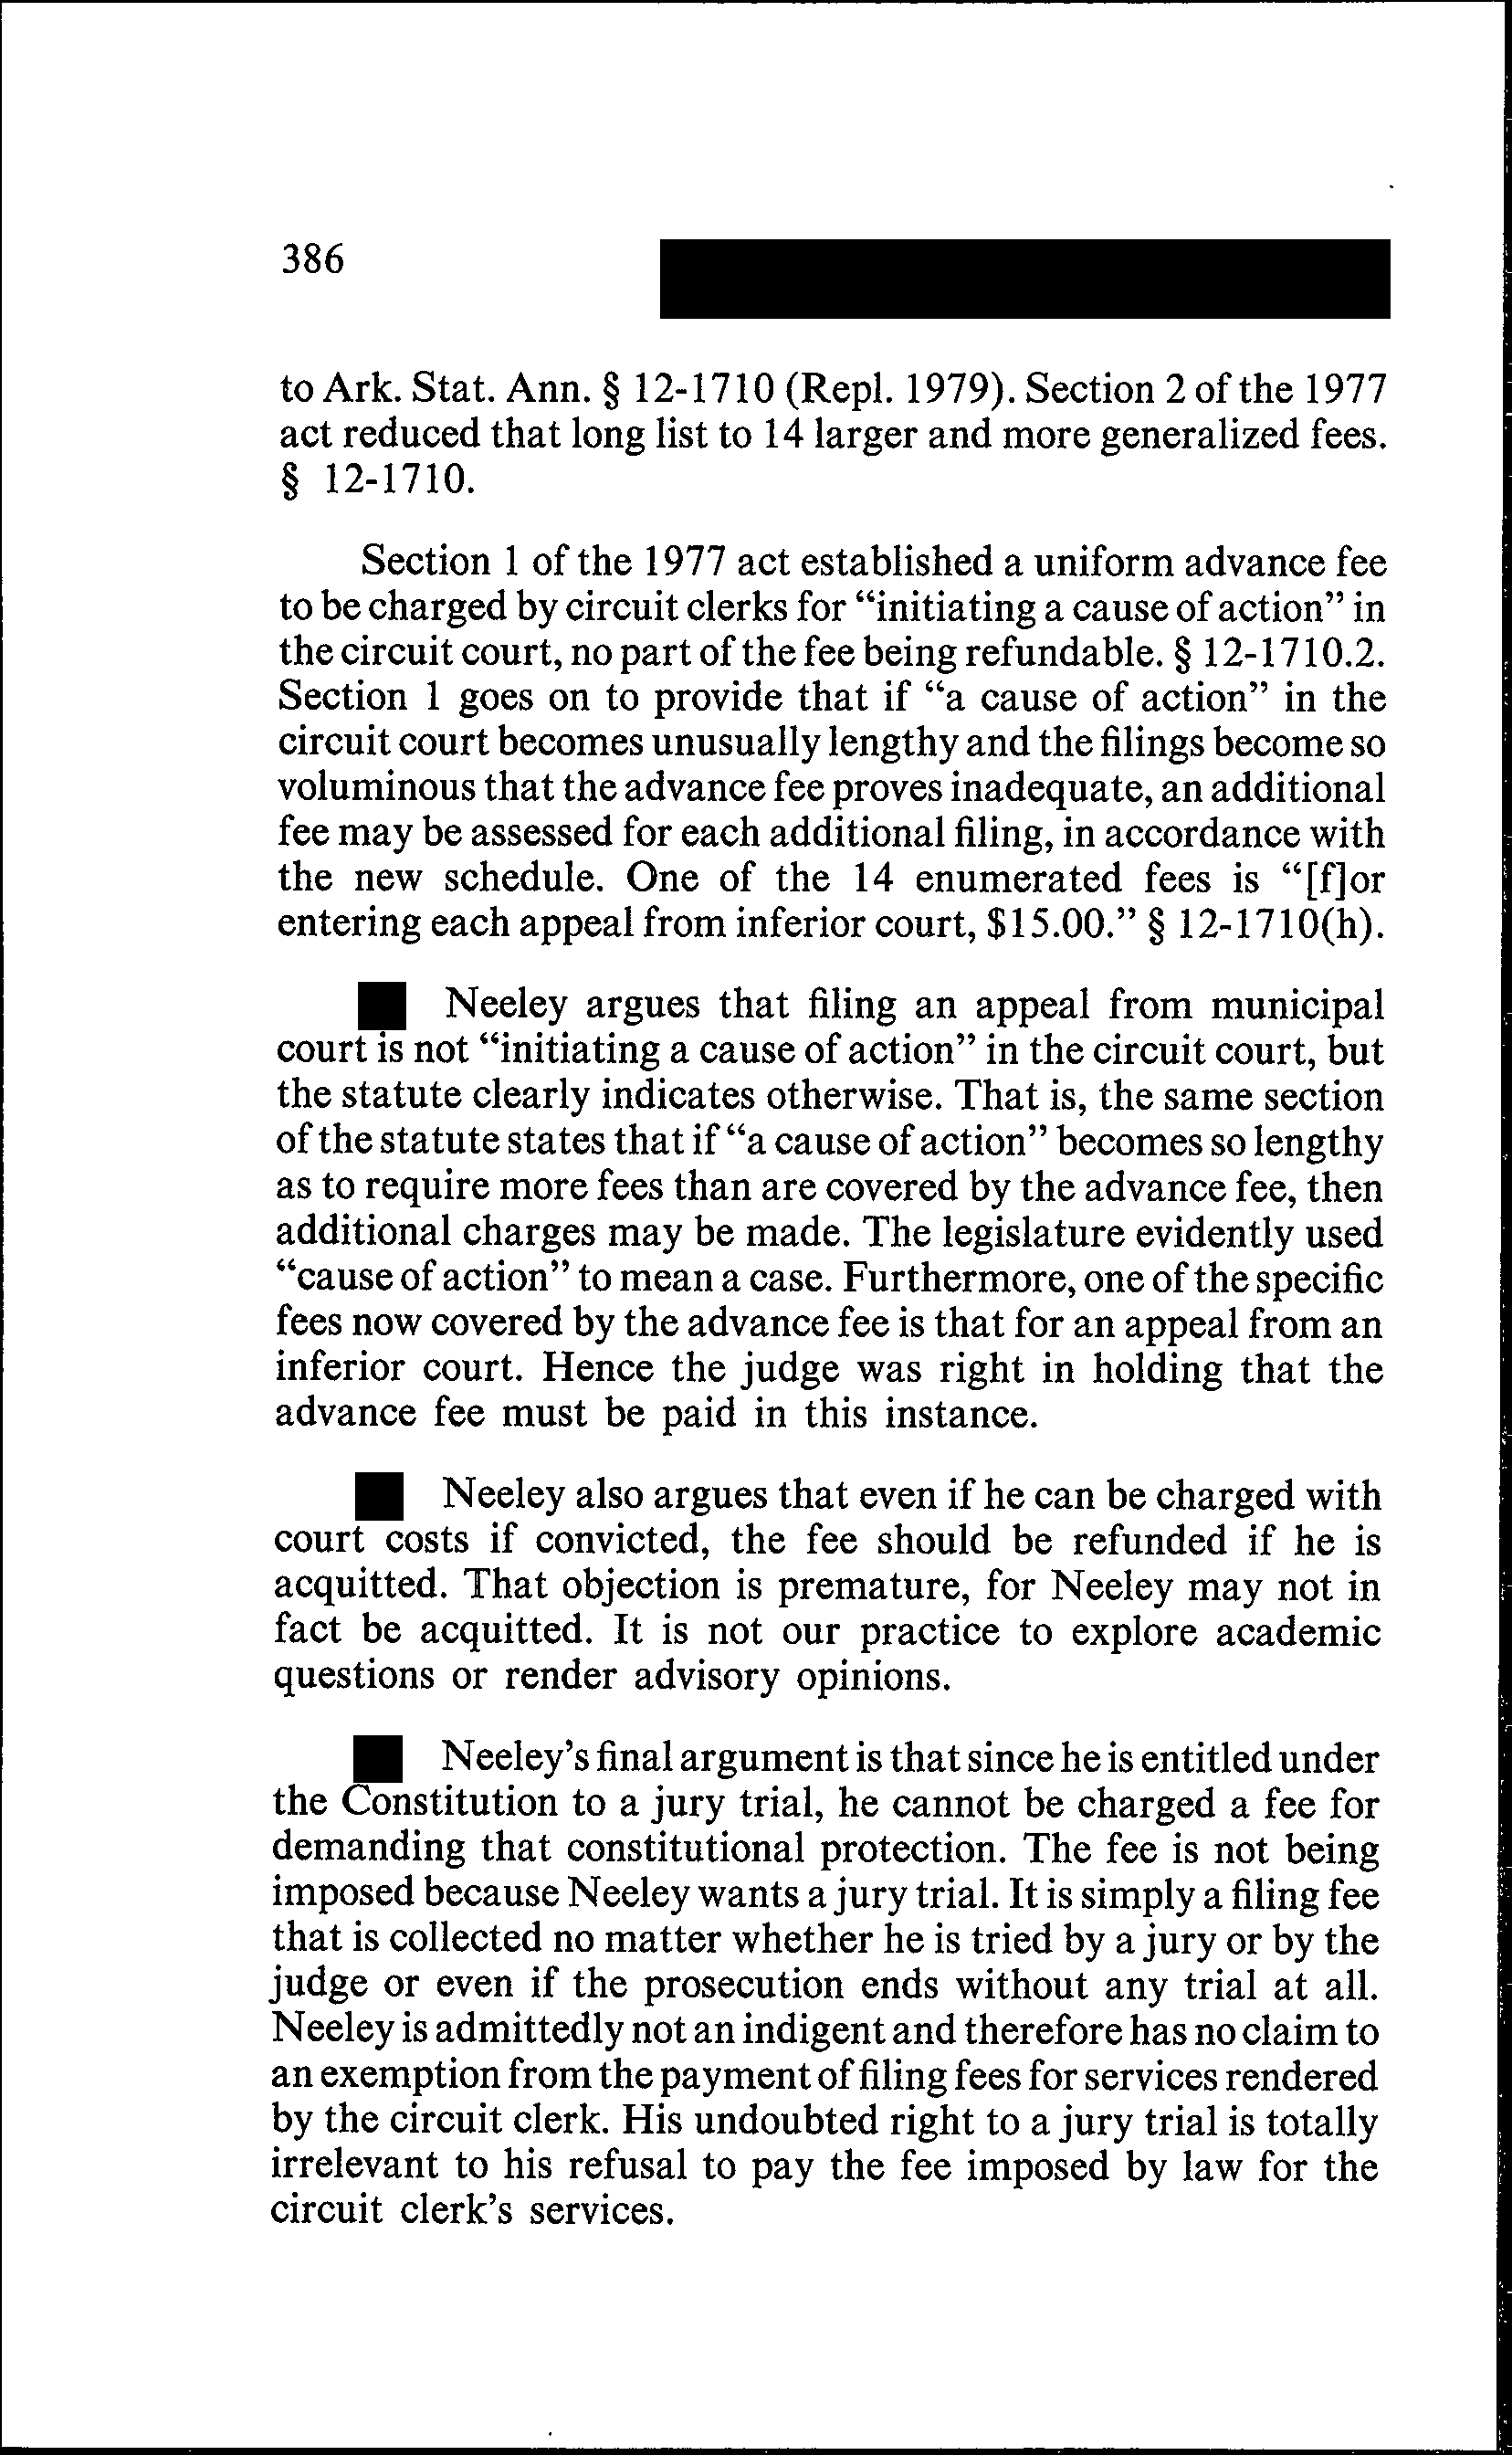 386
to Ark. Stat. Ann. § 12-1710 (Repl. 1979). Section 2 of the 1977
act reduced that long list to 14 larger and more generalized fees.
§ 12-1710.
Section 1 of the 1977 act established a uniform advance fee
to be charged by circuit clerks for “initiating a cause of action” in
the circuit court, no part of the fee being refundable. § 12-1710.2.
Section 1 goes on to provide that if “a cause of action” in the
circuit court becomes unusually lengthy and the filings become so
voluminous that the advance fee proves inadequate, an additional
fee may be assessed for each additional filing, in accordance with
the new schedule. One of the 14 enumerated fees is “[f]or
entering each appeal from inferior court, $15.00.” § 12-1710(h).
Neeley argues that filing an appeal from municipal
court is not “initiating a cause of action” in the circuit court, but
the statute clearly indicates otherwise. That is, the same section
of the statute states that if “a cause of action” becomes so lengthy
as to require more fees than are covered by the advance fee, then
additional charges may be made. The legislature evidently used
“cause of action” to mean a case. Furthermore, one of the specific
fees now covered by the advance fee is that for an appeal from an
inferior court. Hence the judge was right in holding that the
advance fee must be paid in this instance.
Neeley also argues that even if he can be charged with
court costs if convicted, the fee should be refunded if he is
acquitted. That objection is premature, for Neeley may not in
fact be acquitted. It is not our practice to explore academic
questions or render advisory opinions.
Neeley’s final argument is that since he is entitled under
the Constitution to a jury trial, he cannot be charged a fee for
demanding that constitutional protection. The fee is not being
imposed because Neeley wants a jury trial. It is simply a filing fee
that is collected no matter whether he is tried by a jury or by the
judge or even if the prosecution ends without any trial at all.
Neeley is admittedly not an indigent and therefore has no claim to
an exemption from the payment of filing fees for services rendered
by the circuit clerk. His undoubted right to a jury trial is totally
irrelevant to his refusal to pay the fee imposed by law for the
circuit clerk’s services.